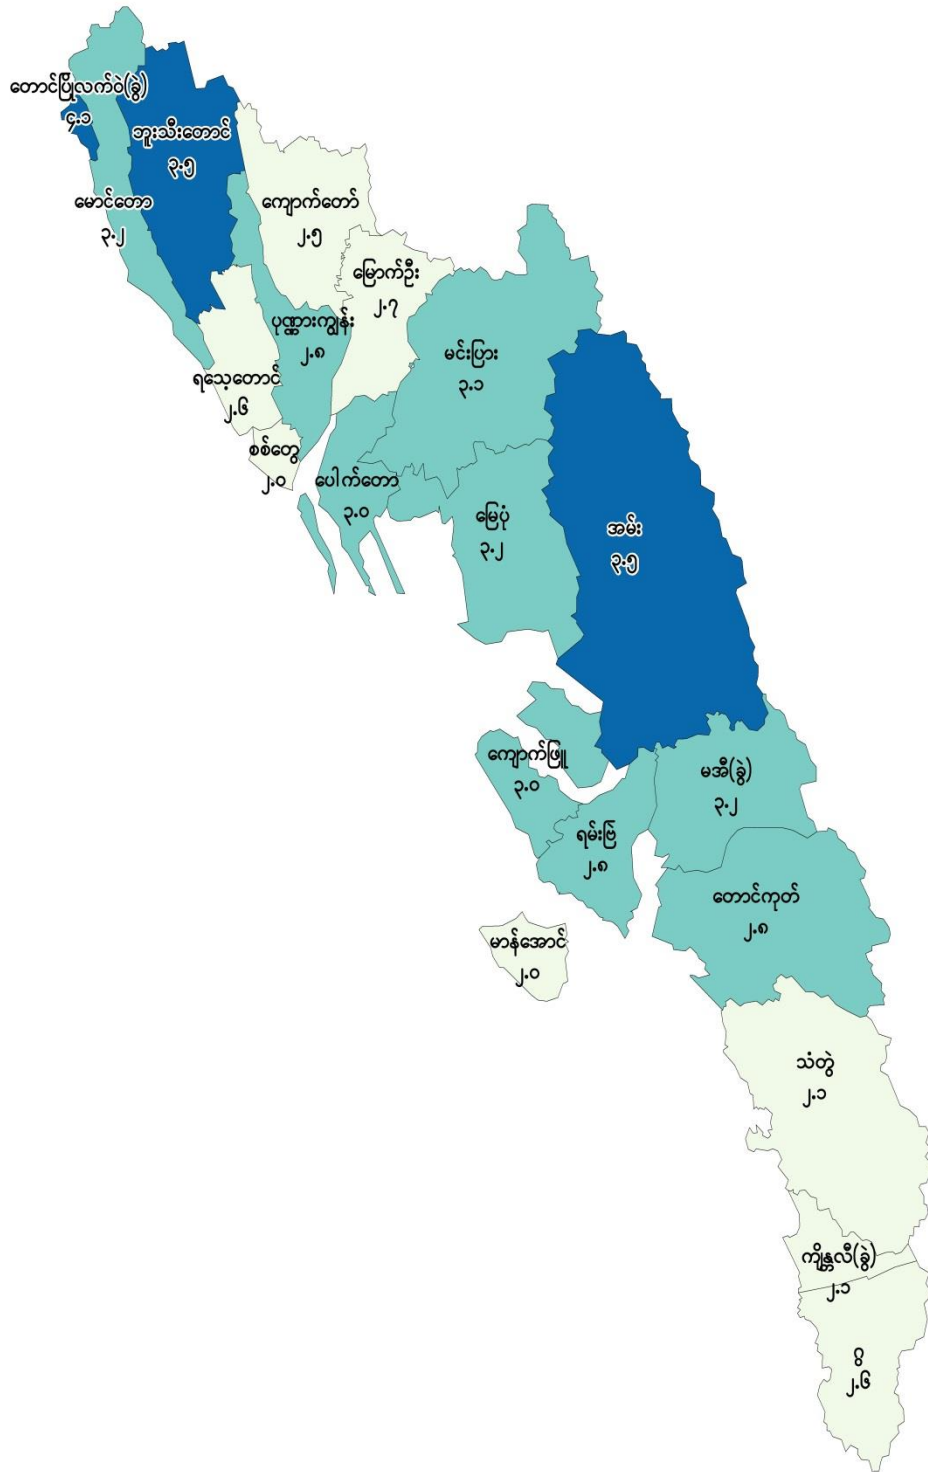 တောင်ပြိုလက်ဝဲ(ခွဲ)
၄.၁
ဘူးသီးတောင်
၃.၅
မောင်တော
၃.၂
ကျောက်တော်
၂.၅
မြောက်ဦး
၂.၇
ပုဏ္ဏားကျွန်း
၂.၈
မင်းပြား
၃.၁
ရသေ့တောင်
၂.၆
စစ်တွေ
၂.၀
ပေါက်တော
၃.၀
မြေပုံ
၃.၂
အမ်း
၃.၅
ကျောက်ဖြူ
၃.၀
မအီ(ခွဲ)
၃.၂
ရမ်းဗြဲ
၂.၈
တောင်ကုတ်
၂.၈
မာန်အောင်
၂.၀
သံတွဲ
၂.၁
ကျိန္တလီ(ခွဲ)
၂.၁
ဂွ
၂.၆